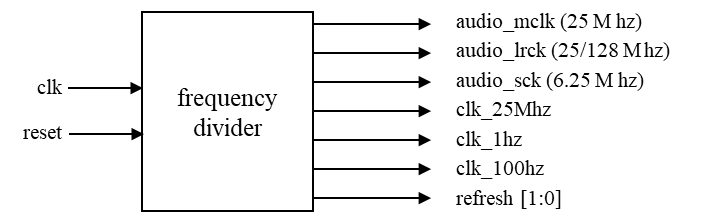 audio_mclk (25 M hz)
audio_lrck (25/128 M hz)
audio_sck (6.25 M hz)
clk
clk_25Mhz
frequency
divider
reset
clk_1hz
clk_100hz
refresh [1:0]